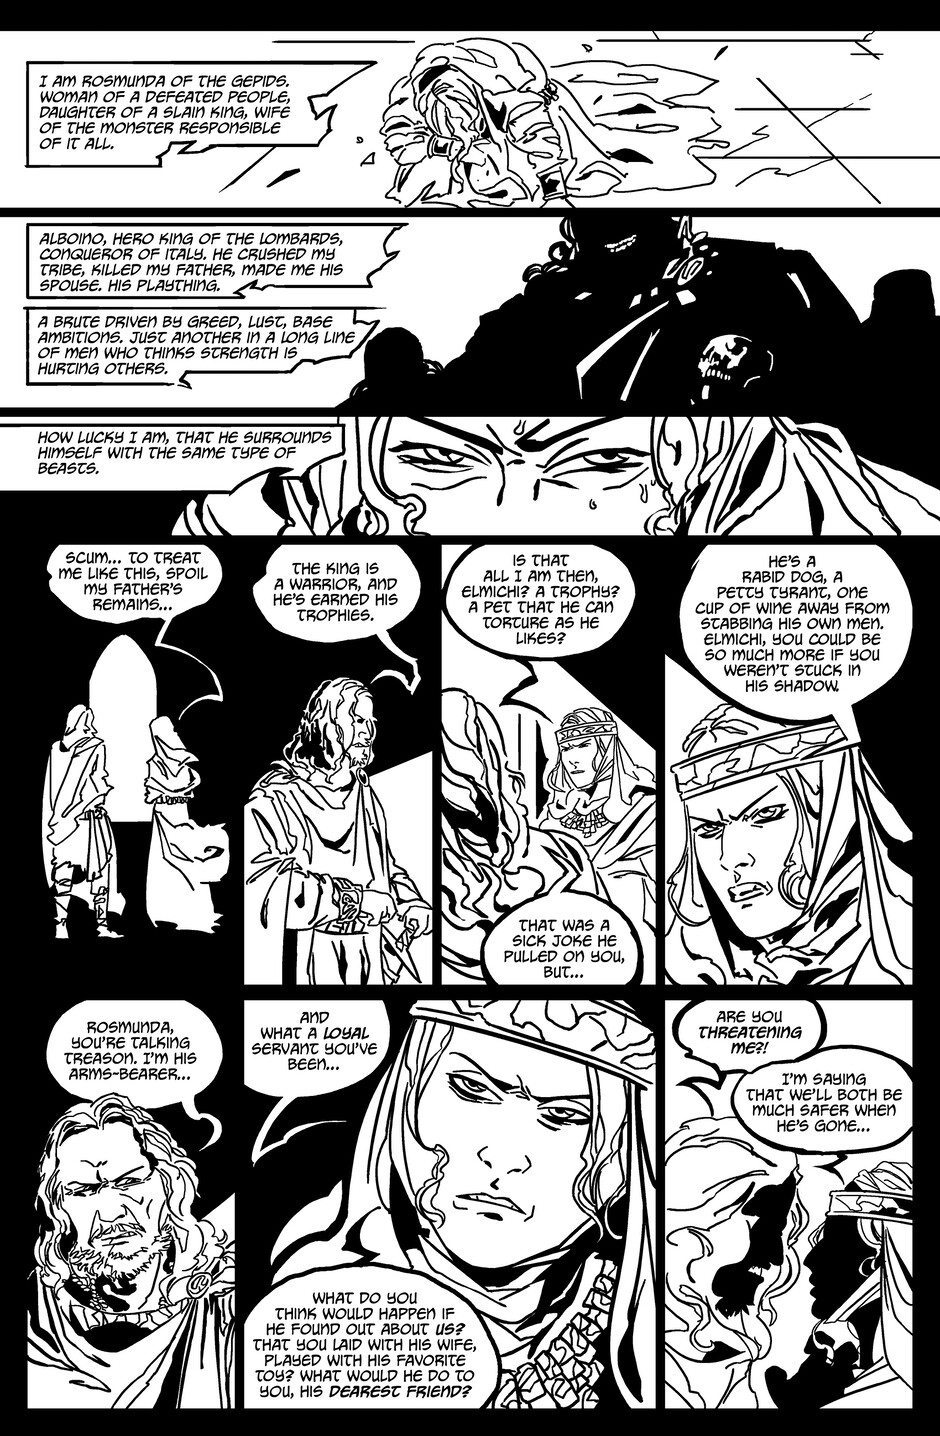 I AM ROSMUNDA OF THE GEPIDS.
WOMAN OF A DEFEATED PEOPLE,
DAUGHTER OF A SLAIN KING, WIFE
OF THE MONSTER RESPONSIBLE
OF IT ALL.
ALBOINO, HERO KING OF THE LOMBARDS,
CONQUEROR OF ITALY. HE CRUSHED MY
TRIBE, KILLED MY FATHER, MADE ME HIS
SPOUSE. HIS PLAYTHING.
A BRUTE DRIVEN BY GREED, LUST, BASE
AMBITIONS. JUST ANOTHER IN A LONG LINE
OF MEN WHO THINKS STRENGTH IS
HURTING OTHERS.
HOW LUCKY I AM, THAT HE SURROUNDS
HIMSELF WITH THE SAME TYPE OF
BEASTS.
SCUM... TO TREAT
ME LIKE THIS, SPOIL
MY FATHER'S
REMAINS...
THE KING IS
A WARRIOR, AND
HE'S EARNED HIS
TROPHIES.
IS THAT
ALL I AM THEN,
ELMICHI? A TROPHY?
A PET THAT HE CAN
TORTURE AS HE
LIKES?
THAT WAS A
SICK JOKE HE
PULLED ON YOU,
BUT...
HE'S A
RABID DOG, A
PETTY TYRANT, ONE
CUP OF WINE AWAY FROM
STABBING HIS OWN MEN.
ELMICHI, YOU COULD BE
SO MUCH MORE IF YOU
WEREN'T STUCK IN
HIS SHADOW.
ROSMUNDA,
YOU'RE TALKING
TREASON. I'M HIS
ARMS-BEARER...
AND
WHAT A LOYAL
SERVANT YOU'VE
BEEN...
WHAT DO YOU
THINK WOULD HAPPEN IF
HE FOUND OUT ABOUT US?
THAT YOU LAID WITH HIS WIFE,
PLAYED WITH HIS FAVORITE
TOY? WHAT WOULD HE DO TO
YOU, HIS DEAREST FRIEND?
ARE YOU
THREATENING
ME?!
I'M SAYING
THAT WE'LL BOTH BE
MUCH SAFER WHEN
HE'S GONE...